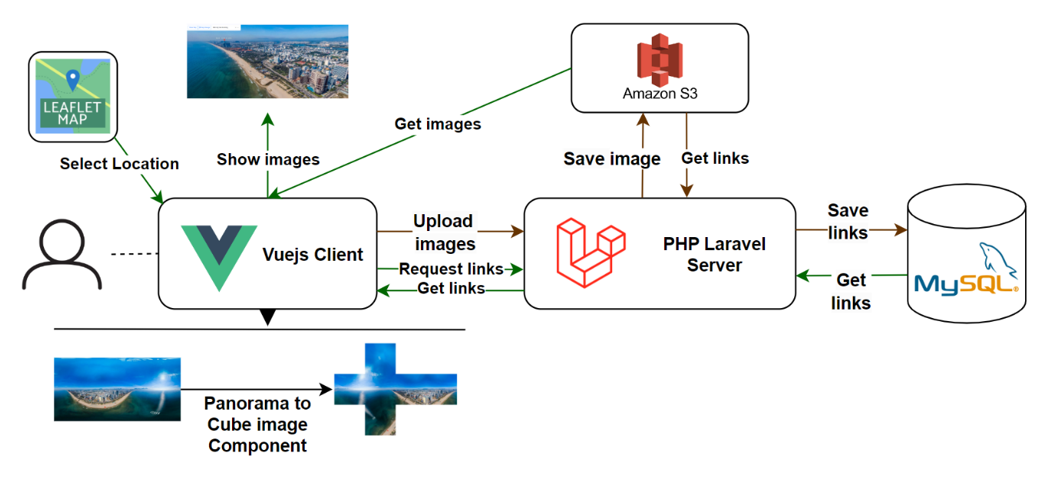 LEAFLET
MAP
Select Location
Show images
Get images
Amazon S3
Save image
Get links
Vuejs Client
Upload
images
Request links
Get links
PHP Laravel
Server
Save
links
Get
links
MySQL®
Panorama to
Cube image
Component